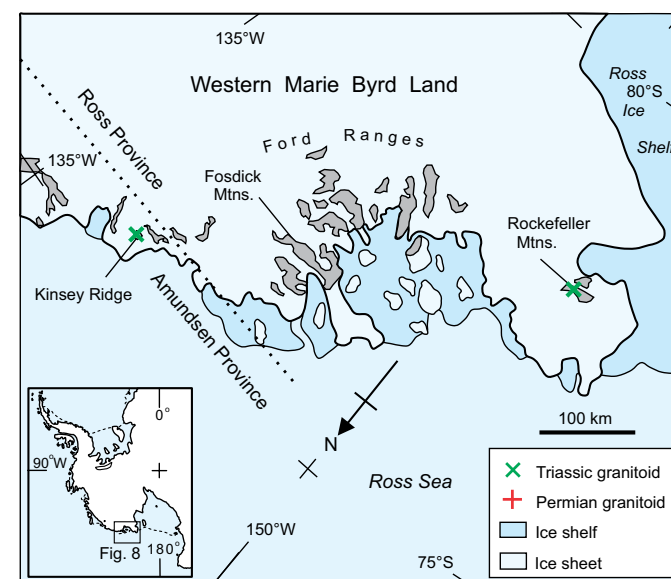 135°W
Western Marie Byrd Land
Ross
80°S
Ice
Shelf
Ross Province
Ford Ranges
135°W
Fosdick
Mtns.
Rockefeller
Mtns.
Kinsey Ridge
Amundsen Province
100 km
N
Ross Sea
150°W
75°S
0°
90°W
Fig. 8
180°
Triassic granitoid
Permian granitoid
Ice shelf
Ice sheet